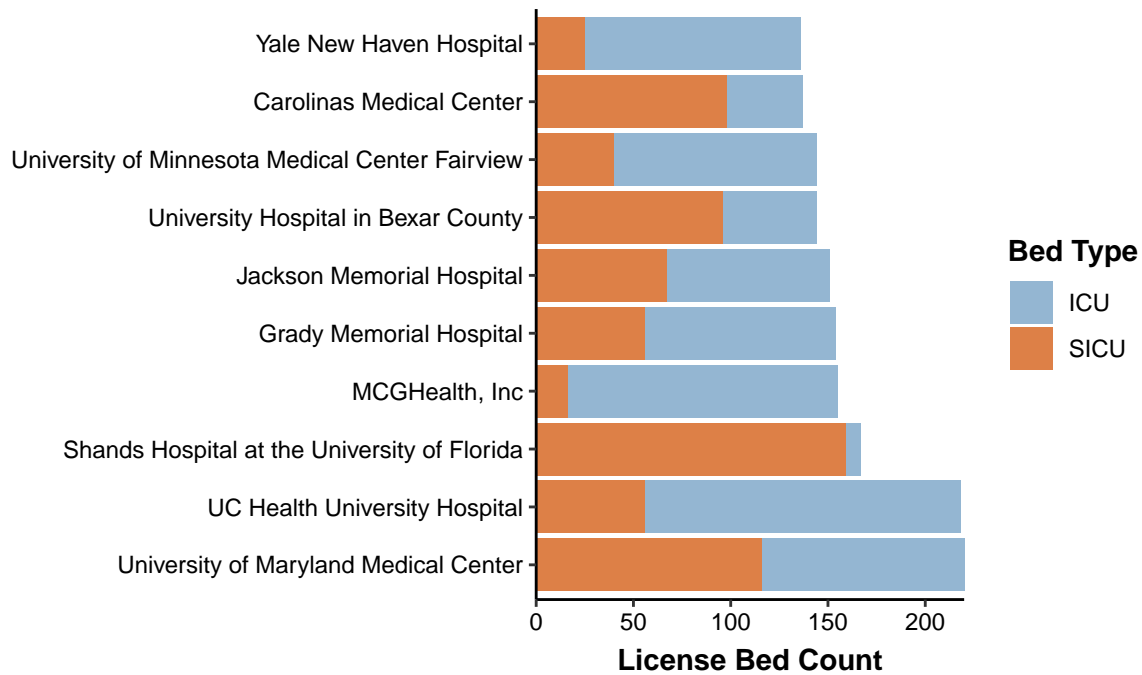 Yale New Haven Hospital
Carolinas Medical Center
University of Minnesota Medical Center Fairview
University Hospital in Bexar County
Jackson Memorial Hospital
Grady Memorial Hospital
MCGHealth, Inc
Shands Hospital at the University of Florida
UC Health University Hospital
University of Maryland Medical Center
0 50 100 150 200
License Bed Count
Bed Type
ICU
SICU